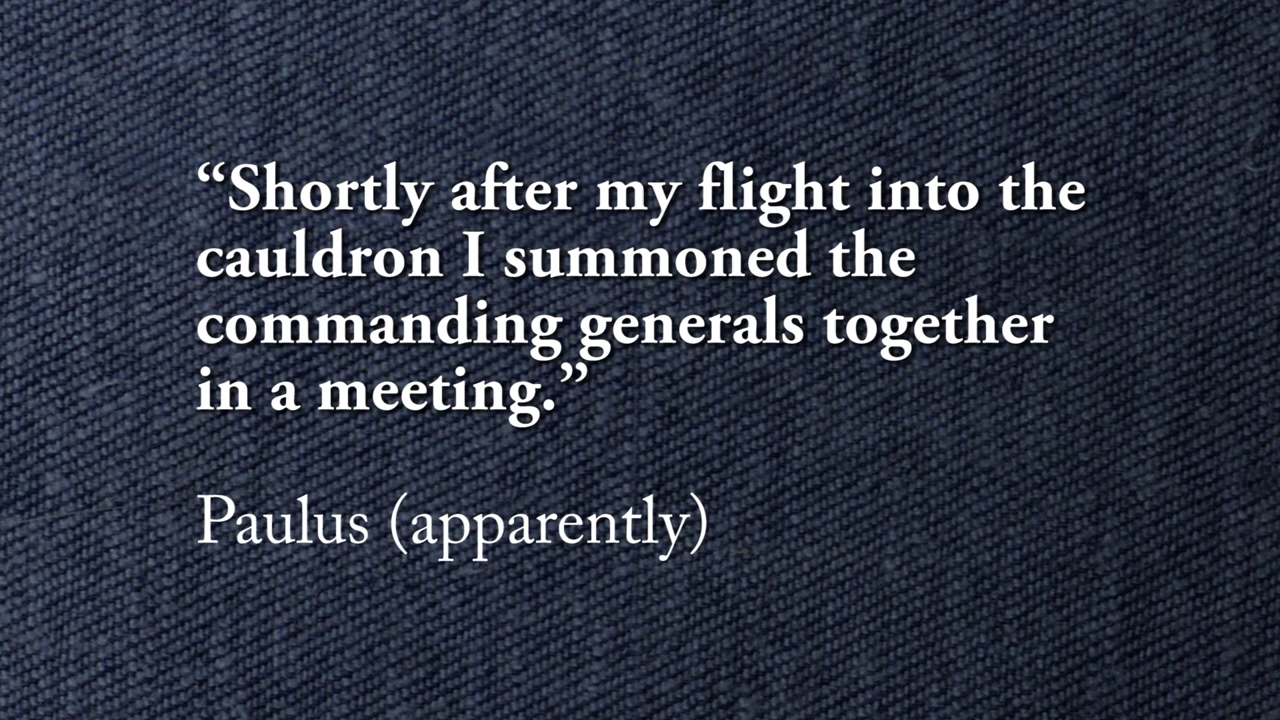 “Shortly after my flight into the
cauldron I summoned the
commanding generals together
in a meeting.”
Paulus (apparently)